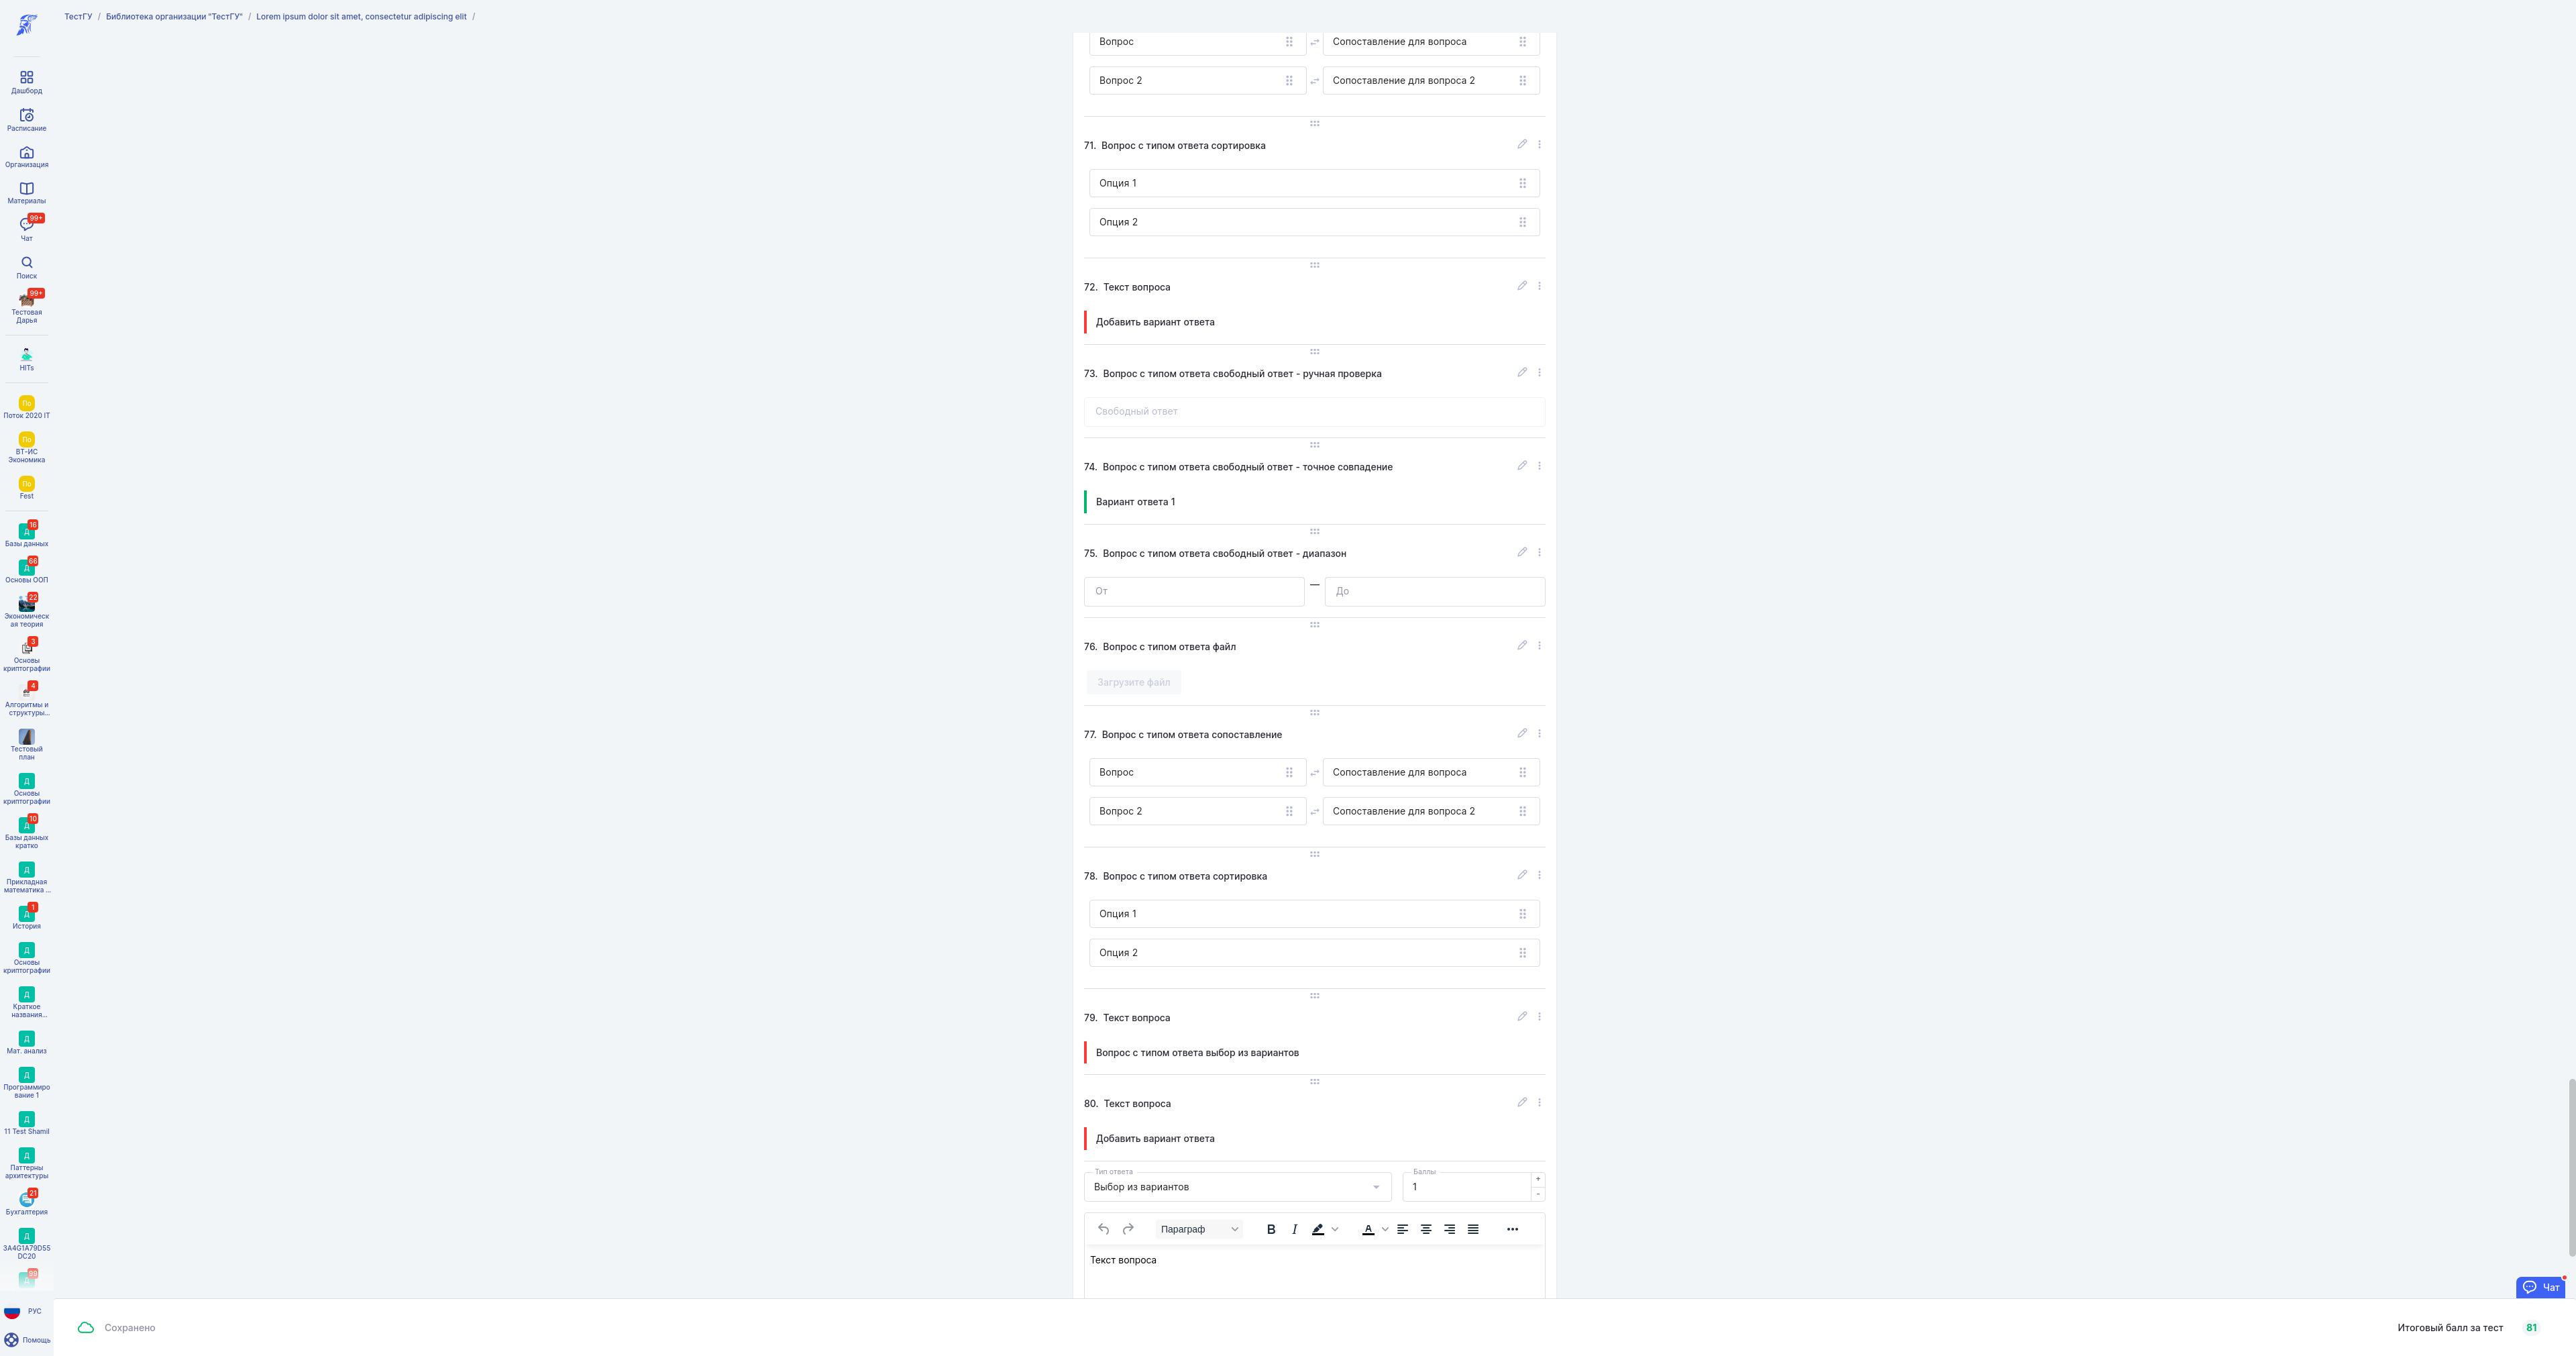 ТестГУ / Библиотека организации "ТестГУ" / Lorem ipsum dolor sit amet, consectetur adipiscing elit /
Дашборд
Расписание
Организация
Материалы
99+
Чат
Поиск
99+
Тестовая
Дарья
HITs
По
Поток 2020 IT
По
ВТ-ИС
Экономика
По
Fest
16
Д
Базы данных
66
Д
Основы ООП
22
Экономическ
ая теория
3
Основы
криптографии
4
Алгоритмы и
структуры...
Тестовый
план
Д
Основы
криптографии
10
Д
Базы данных
кратко
Д
Прикладная
математика ...
1
Д
История
Д
Основы
криптографии
Д
Краткое
названия...
Д
Мат. анализ
Д
Программиро
вание 1
Д
11 Test Shamil
Д
Паттерны
архитектуры
21
Бухгалтерия
Д
3A4G1A79D55
DC20
99
Д
РУС
Помощь
Вопрос
Сопоставление для вопроса
Вопрос 2
Сопоставление для вопроса 2
71. Вопрос с типом ответа сортировка
Опция 1
Опция 2
72. Текст вопроса
Добавить вариант ответа
73. Вопрос с типом ответа свободный ответ - ручная проверка
Свободный ответ
74. Вопрос с типом ответа свободный ответ - точное совпадение
Вариант ответа 1
75. Вопрос с типом ответа свободный ответ - диапазон
От — До
76. Вопрос с типом ответа файл
Загрузите файл
77. Вопрос с типом ответа сопоставление
Вопрос
Сопоставление для вопроса
Вопрос 2
Сопоставление для вопроса 2
78. Вопрос с типом ответа сортировка
Опция 1
Опция 2
79. Текст вопроса
Вопрос с типом ответа выбор из вариантов
80. Текст вопроса
Добавить вариант ответа
Тип ответа
Выбор из вариантов
Баллы
1
+
-
Параграф
B I A
Текст вопроса
Чат
Сохранено
Итоговый балл за тест 81